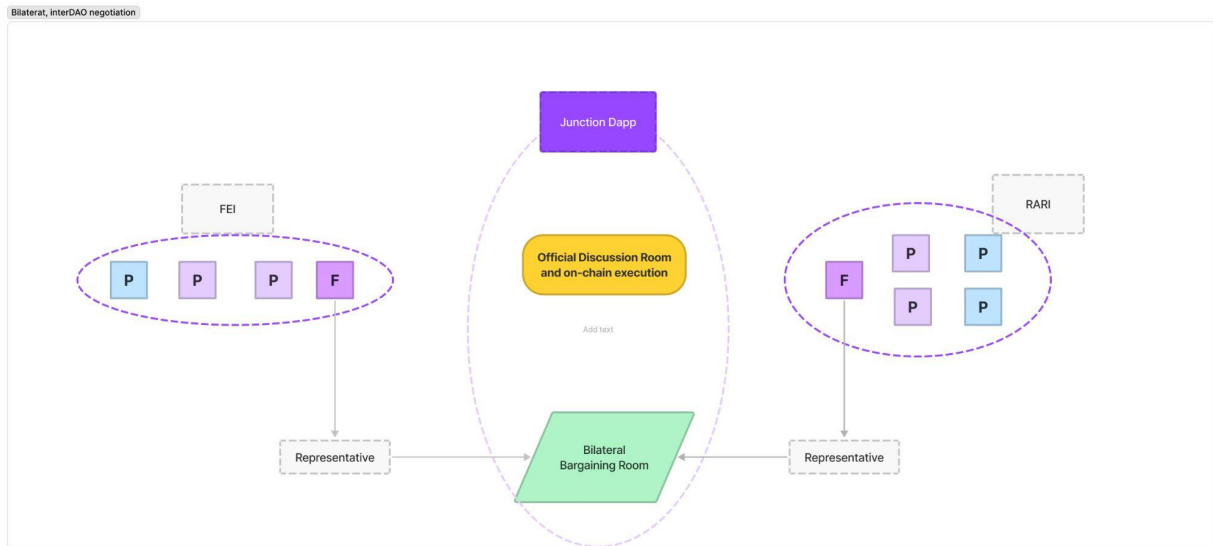 Bilaterat, interDAO negotiation
Junction Dapp
FEI
RARI
Official Discussion Room
and on-chain execution
P
P
P
F
F
P
P
P
P
Add text
Representative
Bilateral
Bargaining Room
Representative